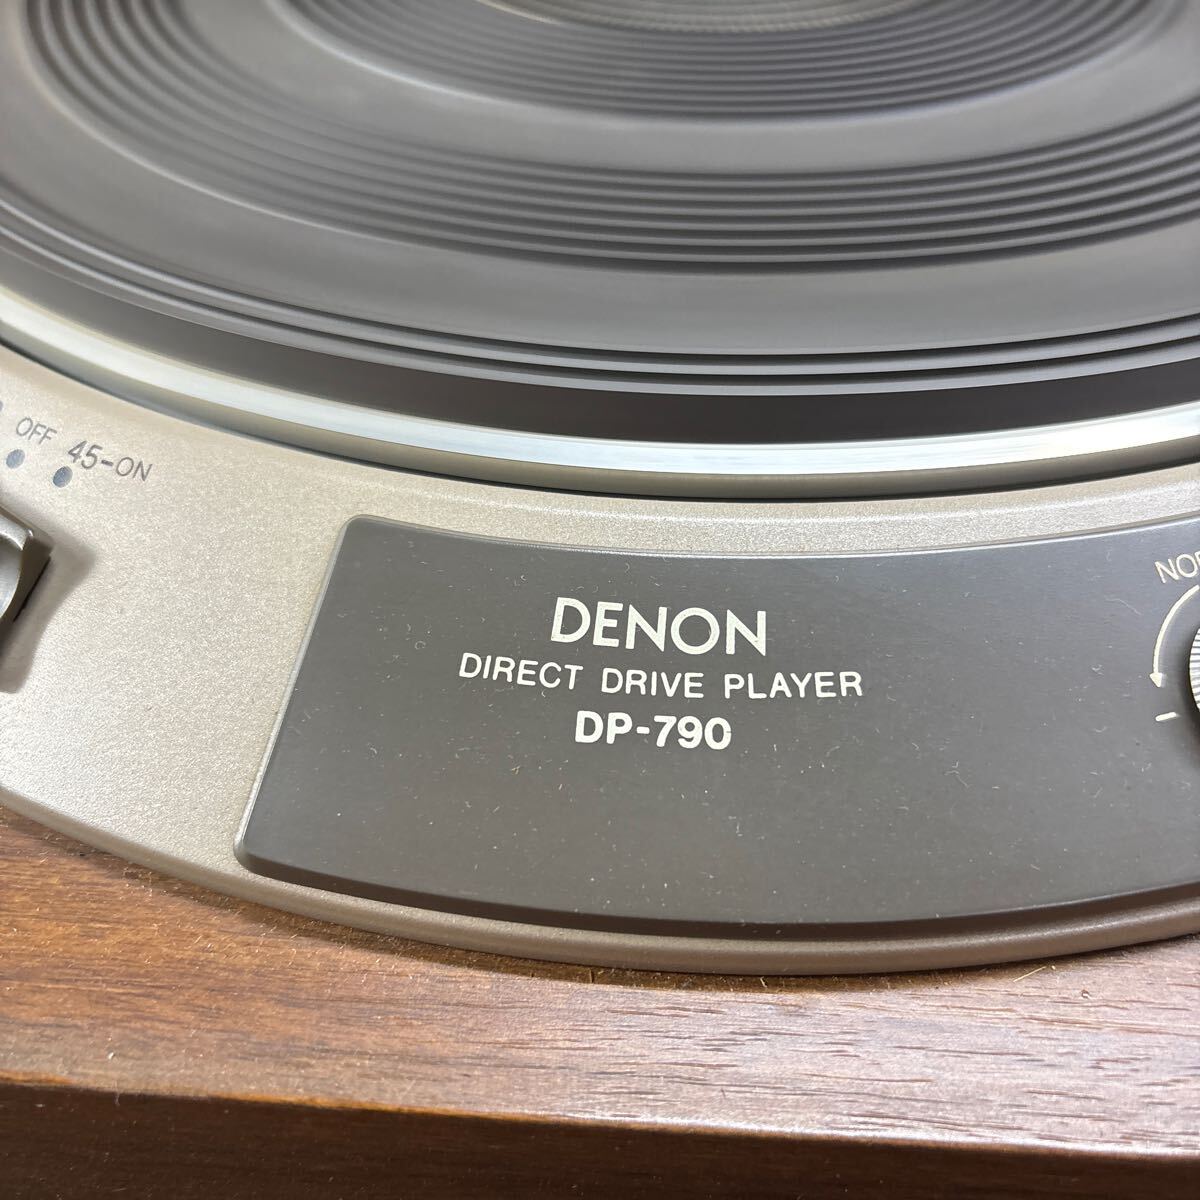 OFF 45-ON
DENON
DIRECT DRIVE PLAYER
DP-790